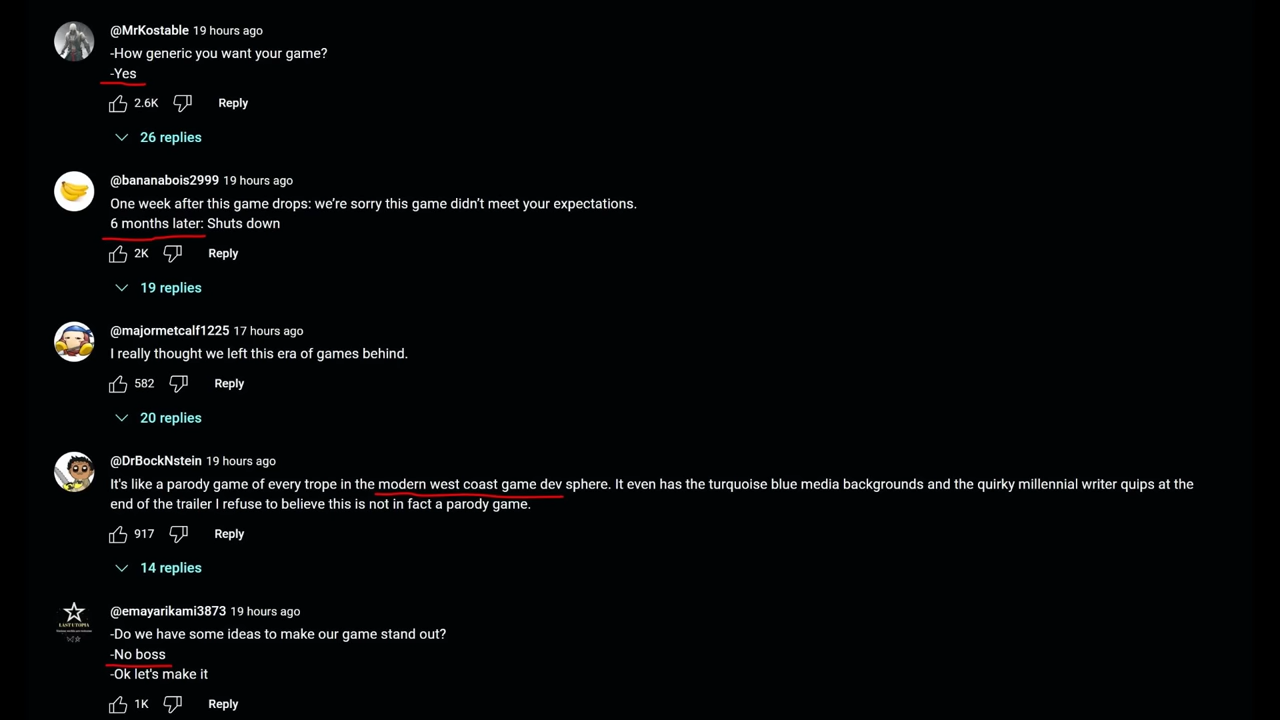 @MrKostable 19 hours ago
-How generic you want your game?
-Yes
2.6K Reply
26 replies
@bananabois2999 19 hours ago
One week after this game drops: we’re sorry this game didn’t meet your expectations.
6 months later: Shuts down
2K Reply
19 replies
@majormetcalf1225 17 hours ago
I really thought we left this era of games behind.
582 Reply
20 replies
@DrBockNstein 19 hours ago
It's like a parody game of every trope in the modern west coast game dev sphere. It even has the turquoise blue media backgrounds and the quirky millennial writer quips at the
end of the trailer I refuse to believe this is not in fact a parody game.
917 Reply
14 replies
LAST UTOPIA
@emayarikami3873 19 hours ago
-Do we have some ideas to make our game stand out?
-No boss
-Ok let's make it
1K Reply